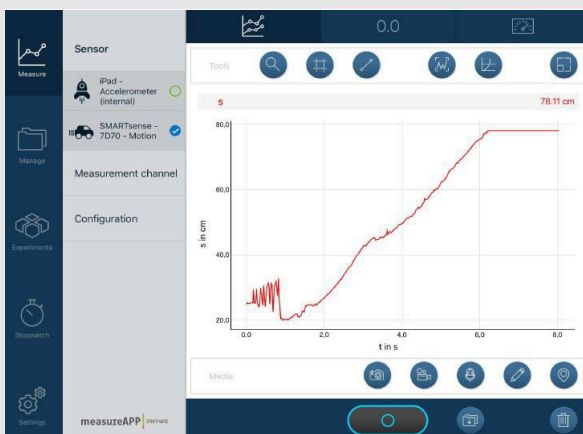 Measure
Manage
Experiments
Stopwatch
Settings
Sensor
iPad -
Accelerometer
(internal)
SMARTsense -
7D70 - Motion
Measurement channel
Configuration
measureAPP PHYWE
0.0
Tools
s 78.11 cm
80,0
60,0
40,0
20,0
s in cm
0,0 2,0 4,0 6,0 8,0
t in s
Media